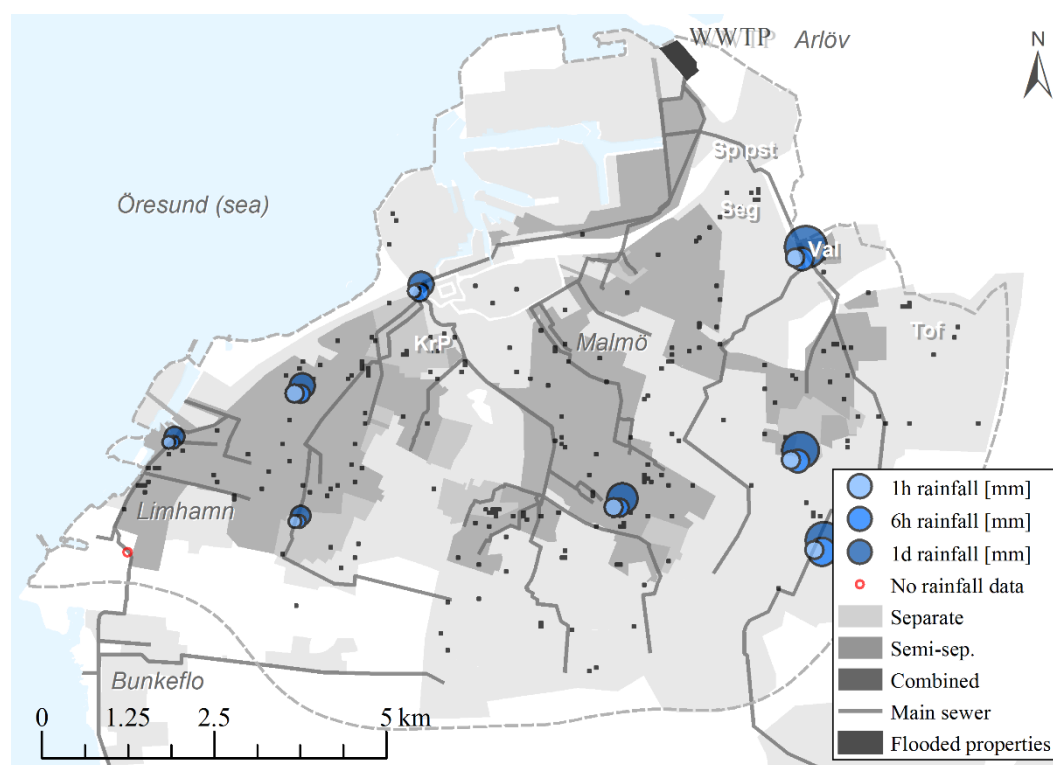 WWTP
Arlöv
N
Spipst
Öresund (sea)
Seg
Val
KrP
Malmö
Tof
Limhamn
Bunkeflo
0 1.25 2.5 5 km
1h rainfall [mm]
6h rainfall [mm]
1d rainfall [mm]
No rainfall data
Separate
Semi-sep.
Combined
Main sewer
Flooded properties